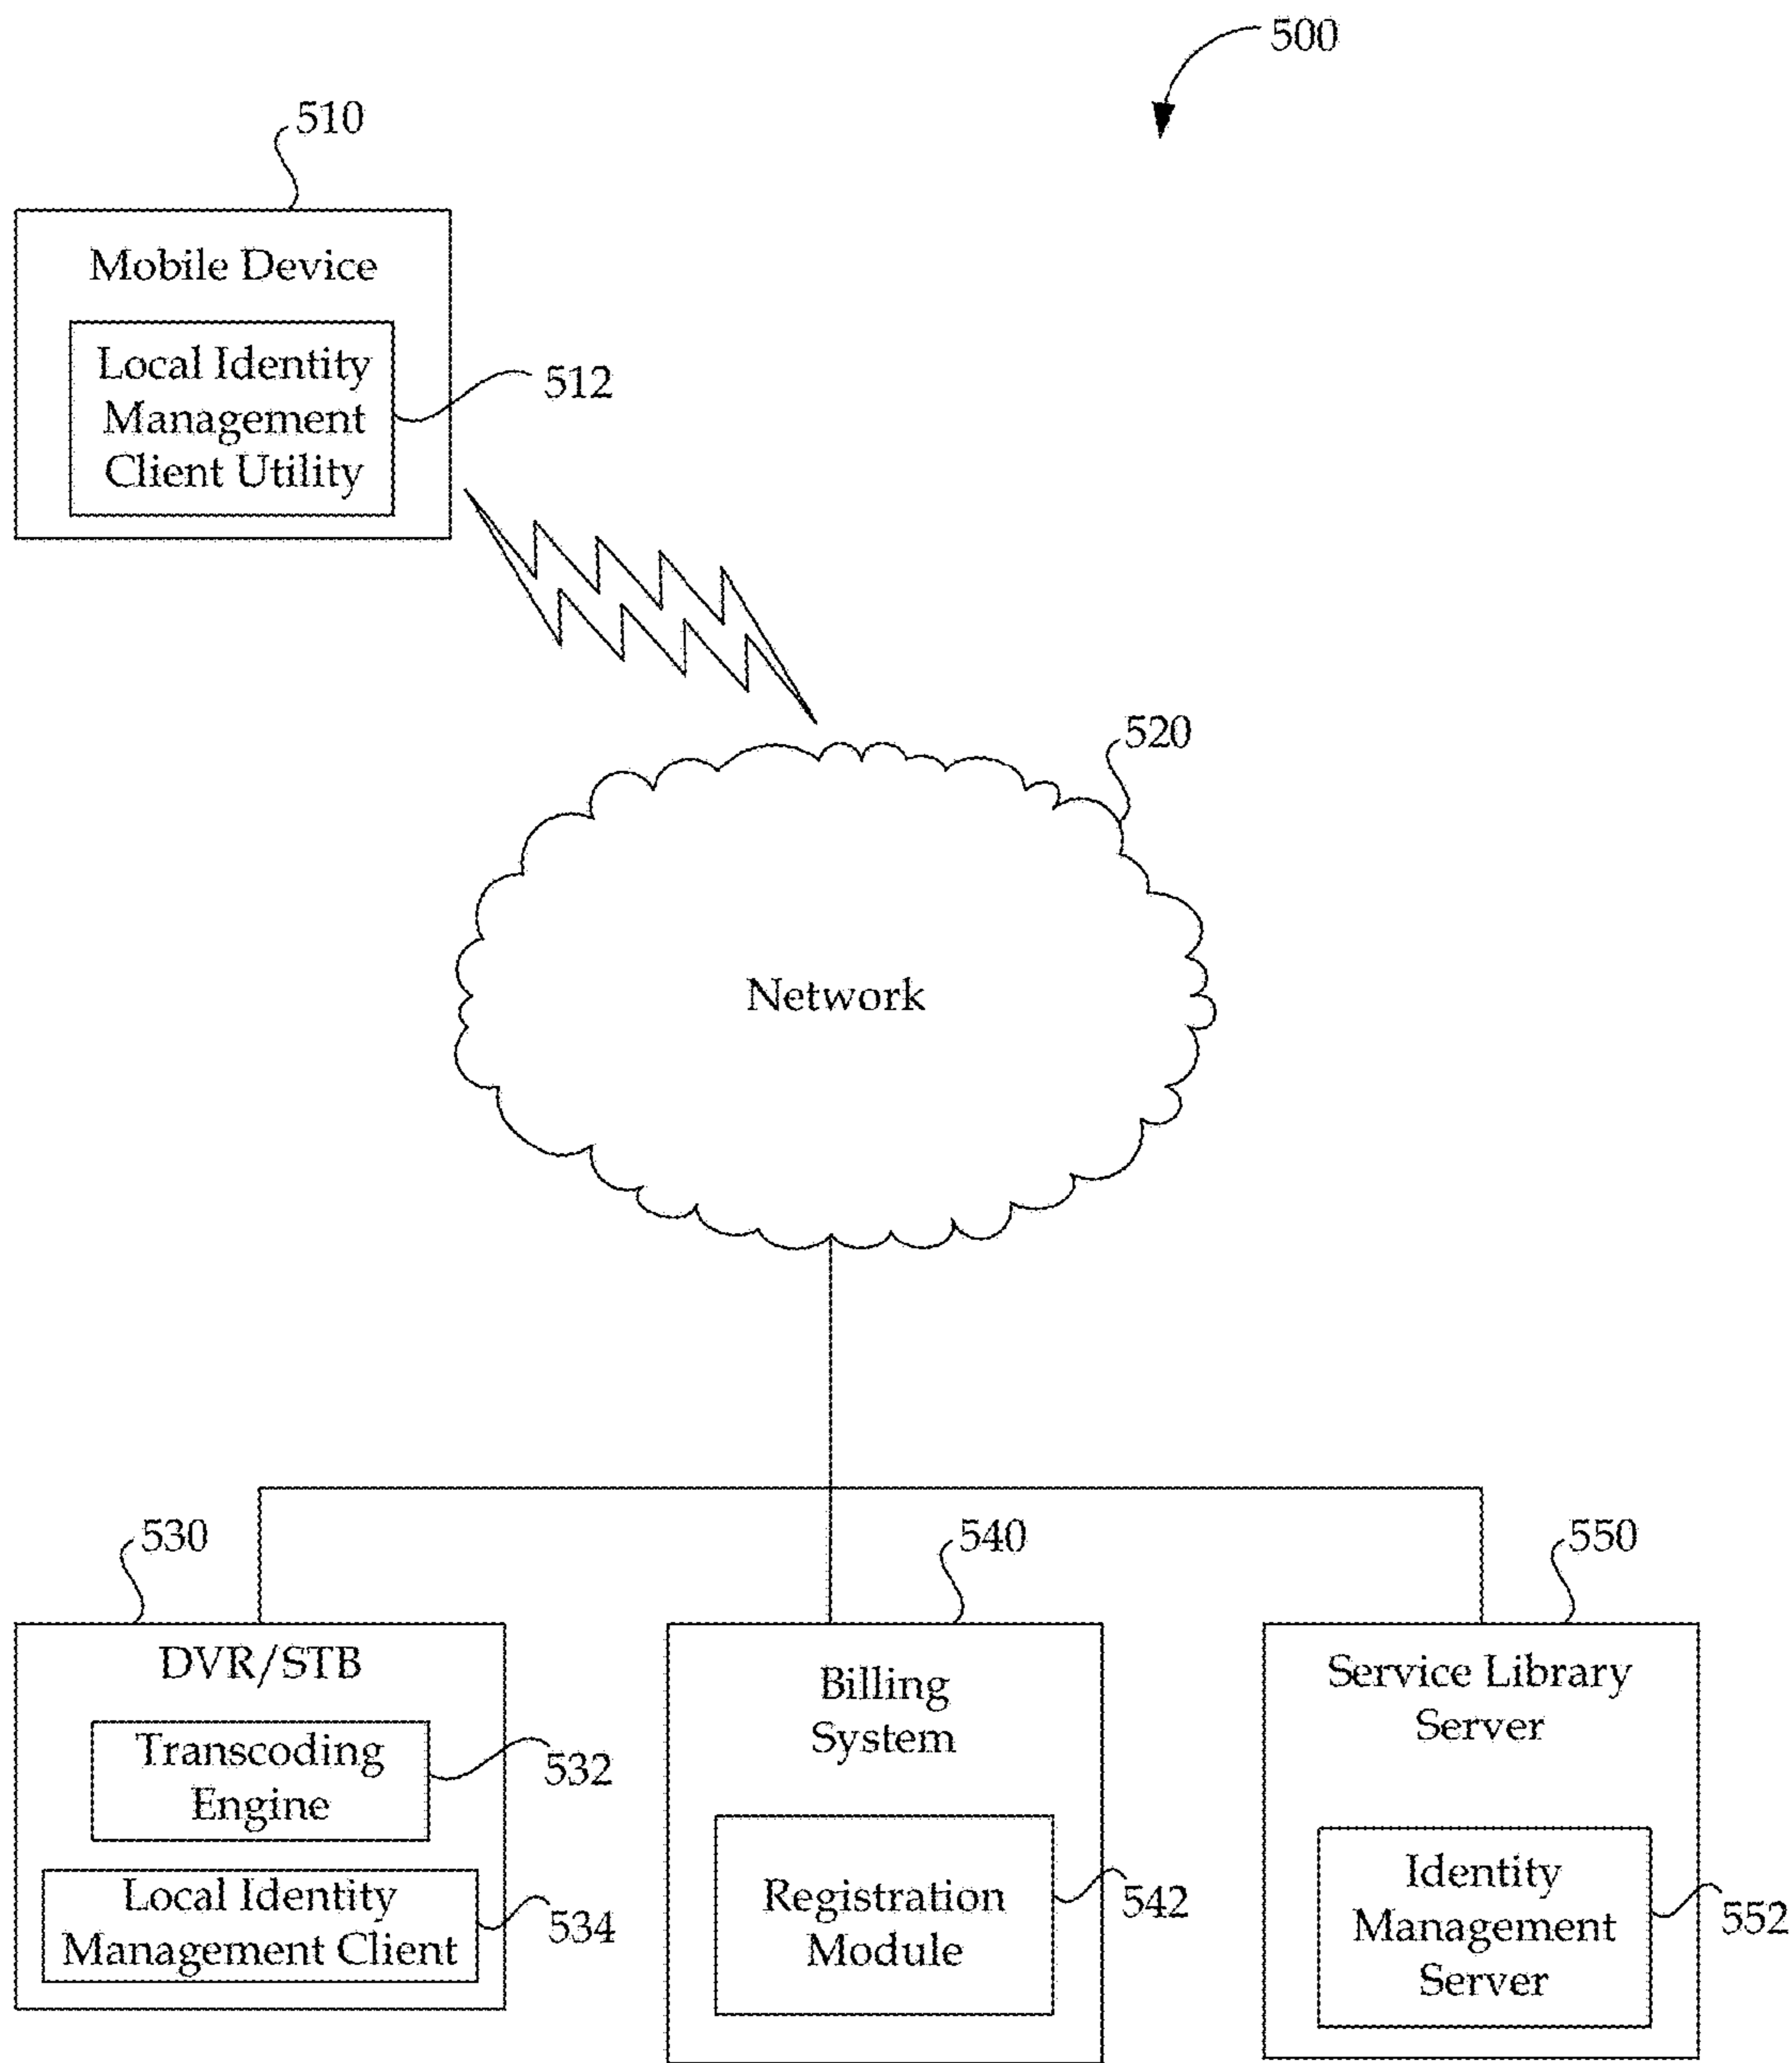 500
510
Mobile Device
Local Identity
Management
Client Utility
512
520
Network
530
540
550
DVR/STB
Transcoding
Engine
532
Local Identity
Management Client
534
Billing
System
Registration
Module
542
Service Library
Server
Identity
Management
Server
552